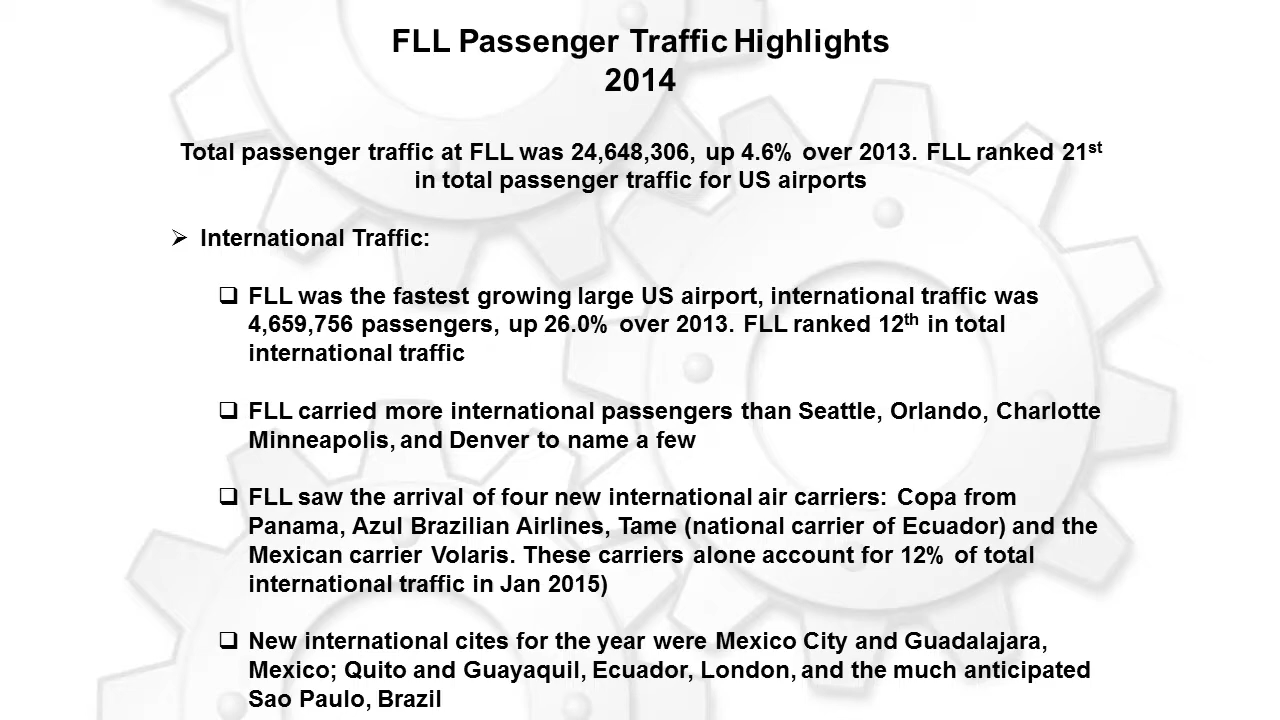 FLL Passenger Traffic Highlights
2014
Total passenger traffic at FLL was 24,648,306, up 4.6% over 2013. FLL ranked 21st
in total passenger traffic for US airports
➢ International Traffic:
❑ FLL was the fastest growing large US airport, international traffic was
4,659,756 passengers, up 26.0% over 2013. FLL ranked 12th in total
international traffic
❑ FLL carried more international passengers than Seattle, Orlando, Charlotte
Minneapolis, and Denver to name a few
❑ FLL saw the arrival of four new international air carriers: Copa from
Panama, Azul Brazilian Airlines, Tame (national carrier of Ecuador) and the
Mexican carrier Volaris. These carriers alone account for 12% of total
international traffic in Jan 2015)
❑ New international cites for the year were Mexico City and Guadalajara,
Mexico; Quito and Guayaquil, Ecuador, London, and the much anticipated
Sao Paulo, Brazil